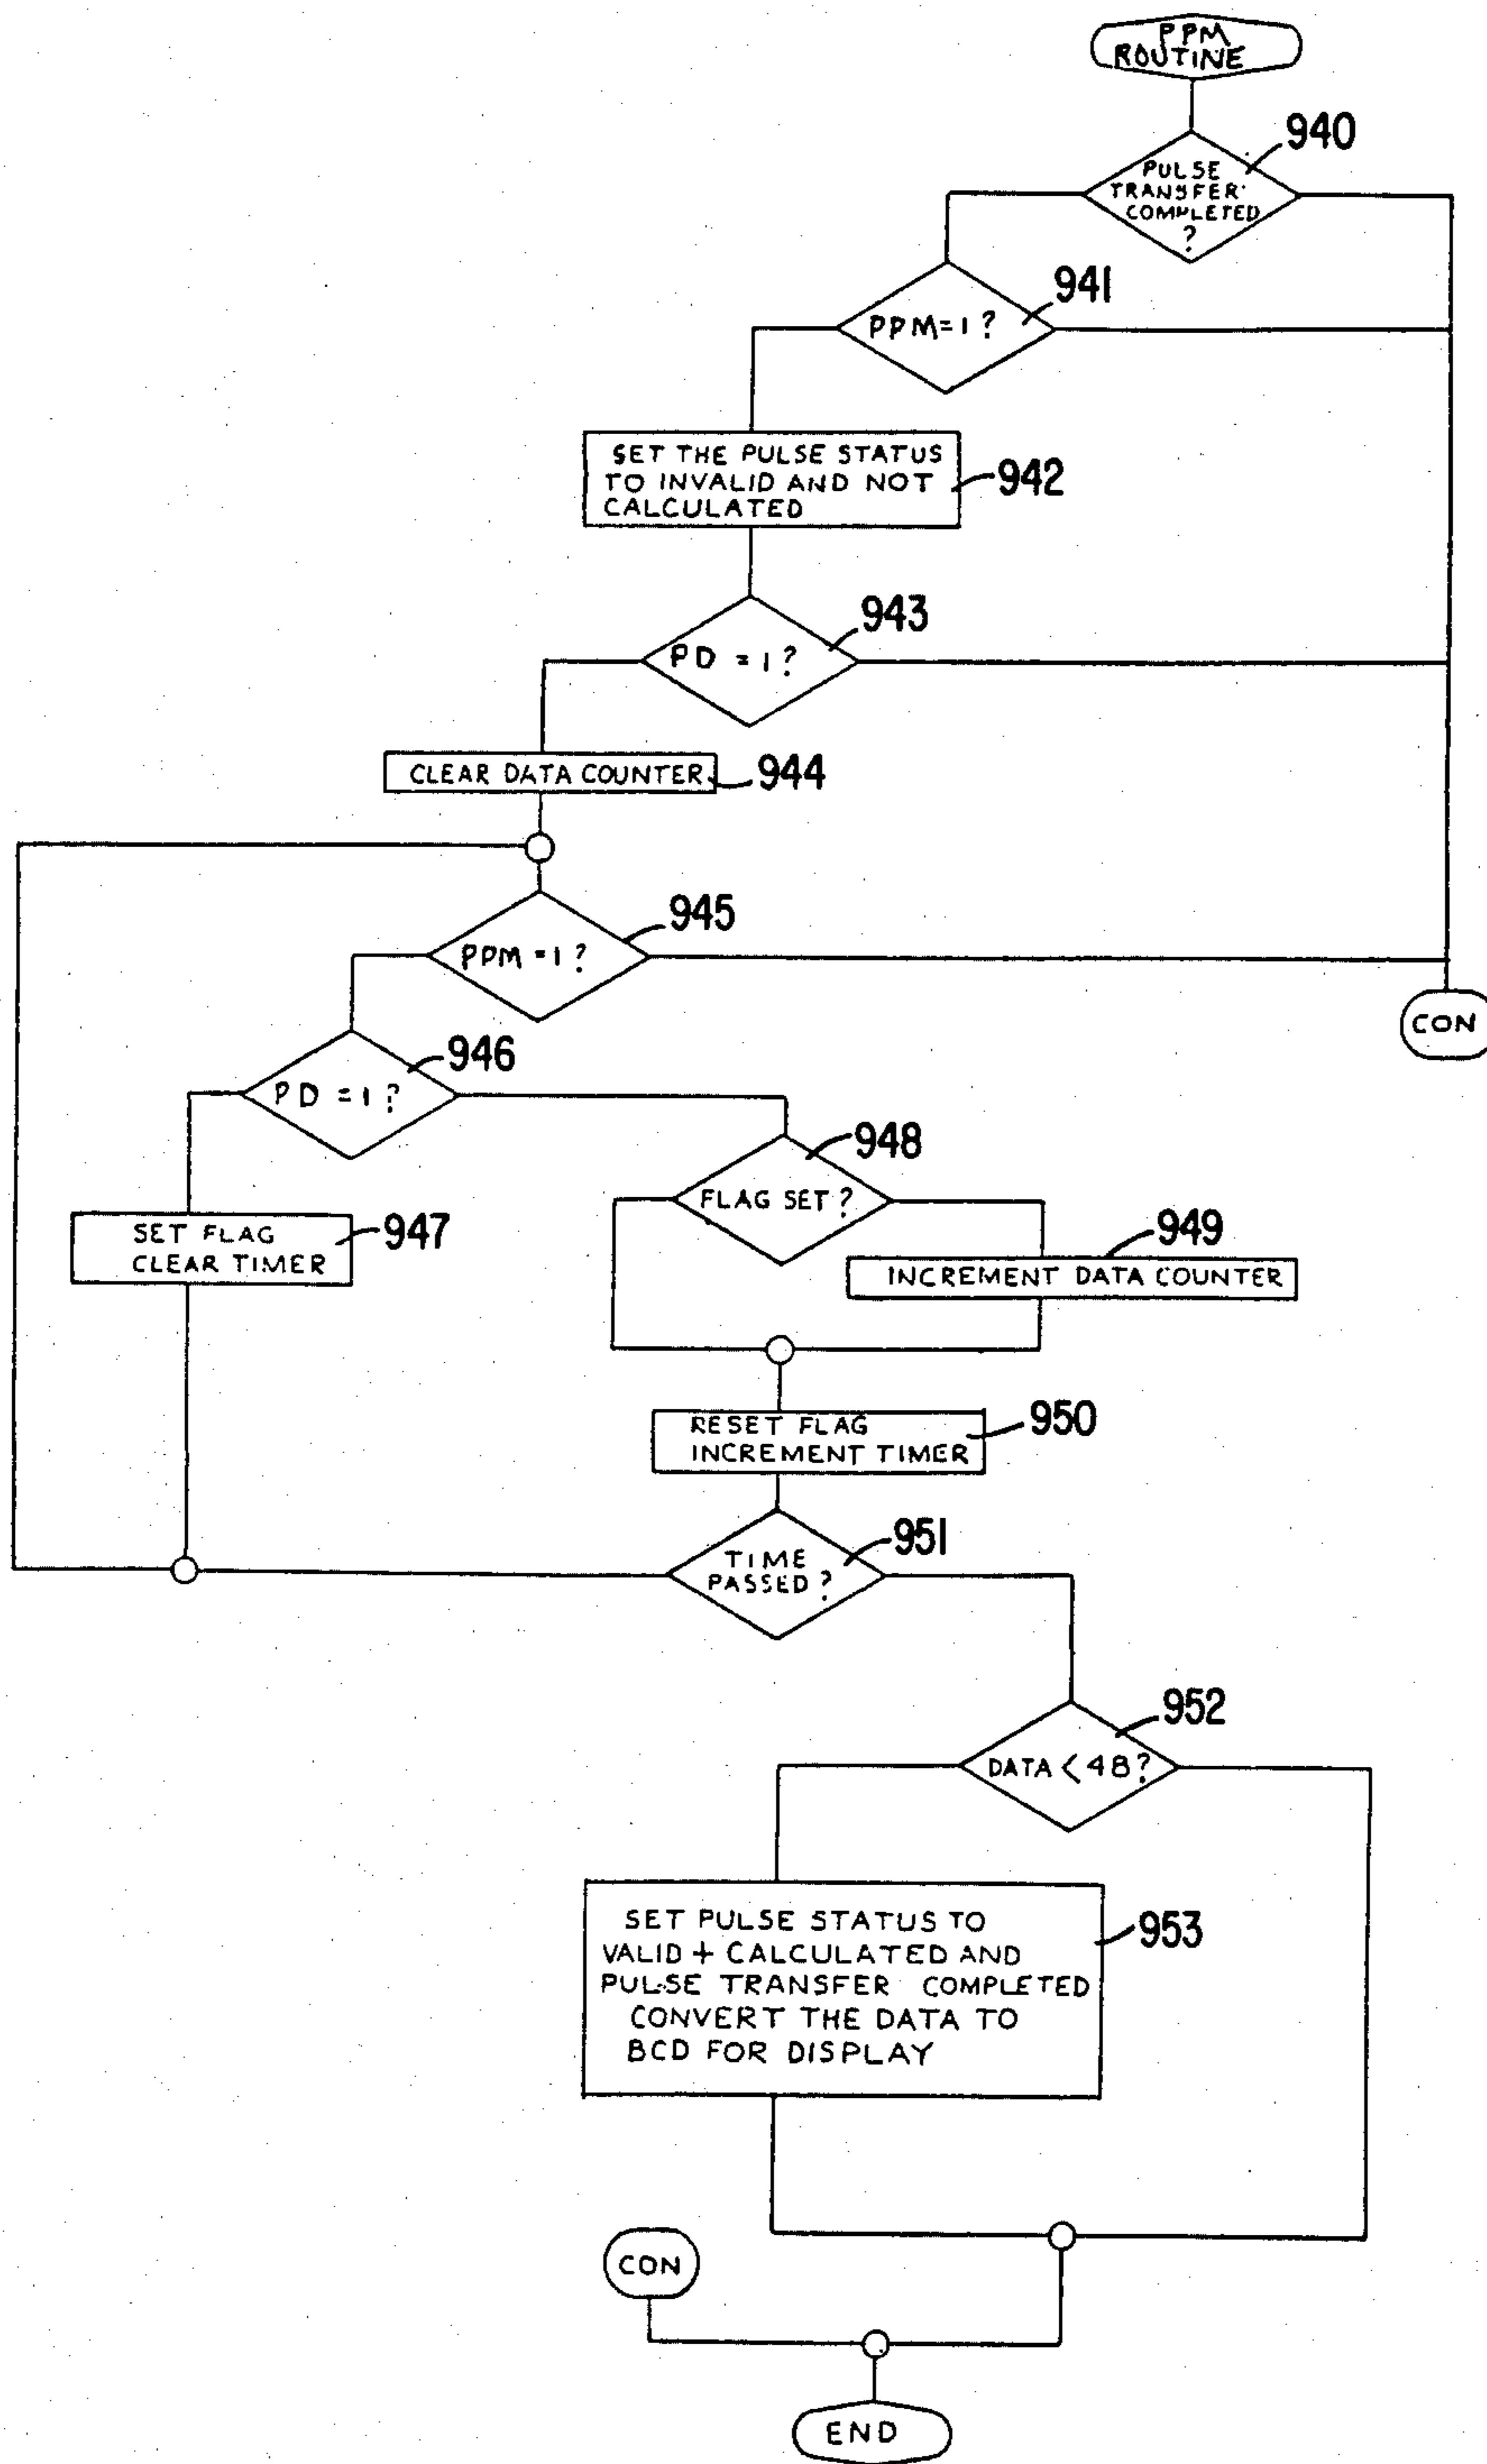 PPM
ROUTINE
940
PULSE
TRANSFER
COMPLETED
?
941
PPM=1?
SET THE PULSE STATUS
TO INVALID AND NOT
CALCULATED
942
943
PD =1?
CLEAR DATA COUNTER
944
945
PPM =1?
CON
946
PD =1?
948
FLAG SET?
SET FLAG
CLEAR TIMER
947
949
INCREMENT DATA COUNTER
RESET FLAG
INCREMENT TIMER
950
951
TIME
PASSED?
952
DATA < 48?
SET PULSE STATUS TO
VALID + CALCULATED AND
PULSE TRANSFER COMPLETED
CONVERT THE DATA TO
BCD FOR DISPLAY
953
CON
END